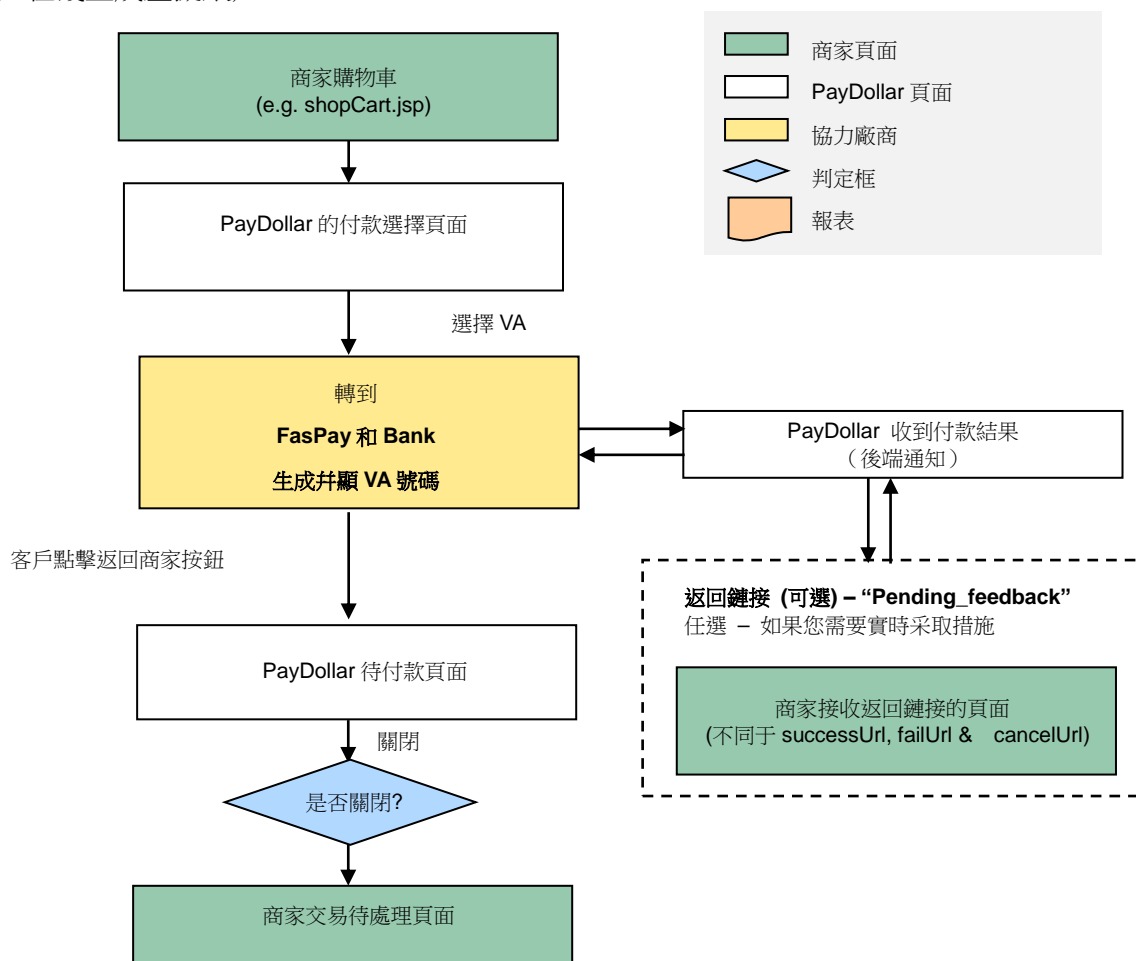 商家購物車
(e.g. shopCart.jsp)
商家頁面
PayDollar 頁面
協力廠商
判定框
報表
PayDollar 的付款選擇頁面
選擇 VA
轉到
FasPay 和 Bank
生成幷顯 VA 號碼
PayDollar 收到付款結果
（後端通知）
客戶點擊返回商家按鈕
返回鏈接 (可選) – “Pending_feedback”
任選 – 如果您需要實時采取措施
商家接收返回鏈接的頁面
(不同于 successUrl, failUrl & cancelUrl)
PayDollar 待付款頁面
關閉
是否關閉?
商家交易待處理頁面